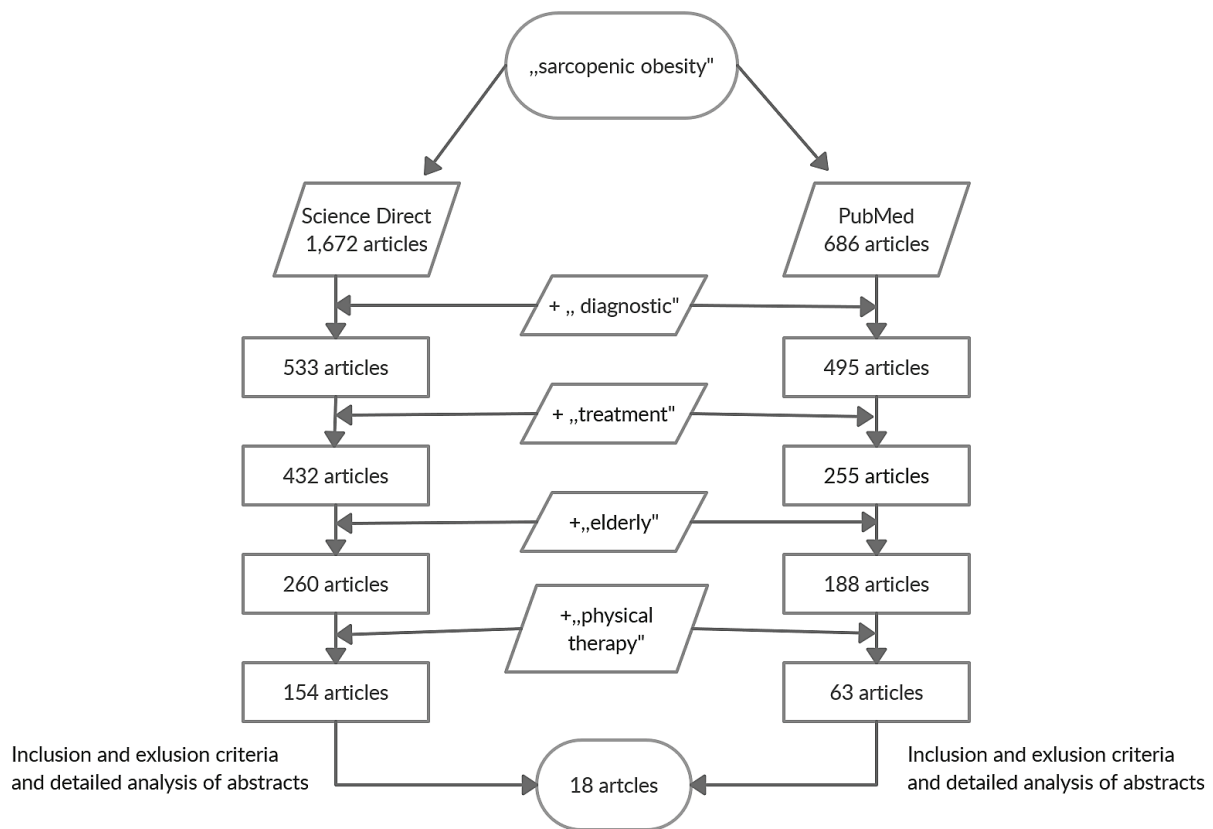 ,,sarcopenic obesity"
Science Direct
1,672 articles
PubMed
686 articles
+ ,, diagnostic"
533 articles
495 articles
+ ,,treatment"
432 articles
255 articles
+,,elderly"
260 articles
188 articles
+,,physical
therapy"
154 articles
63 articles
Inclusion and exlusion criteria
and detailed analysis of abstracts
18 artcles
Inclusion and exlusion criteria
and detailed analysis of abstracts